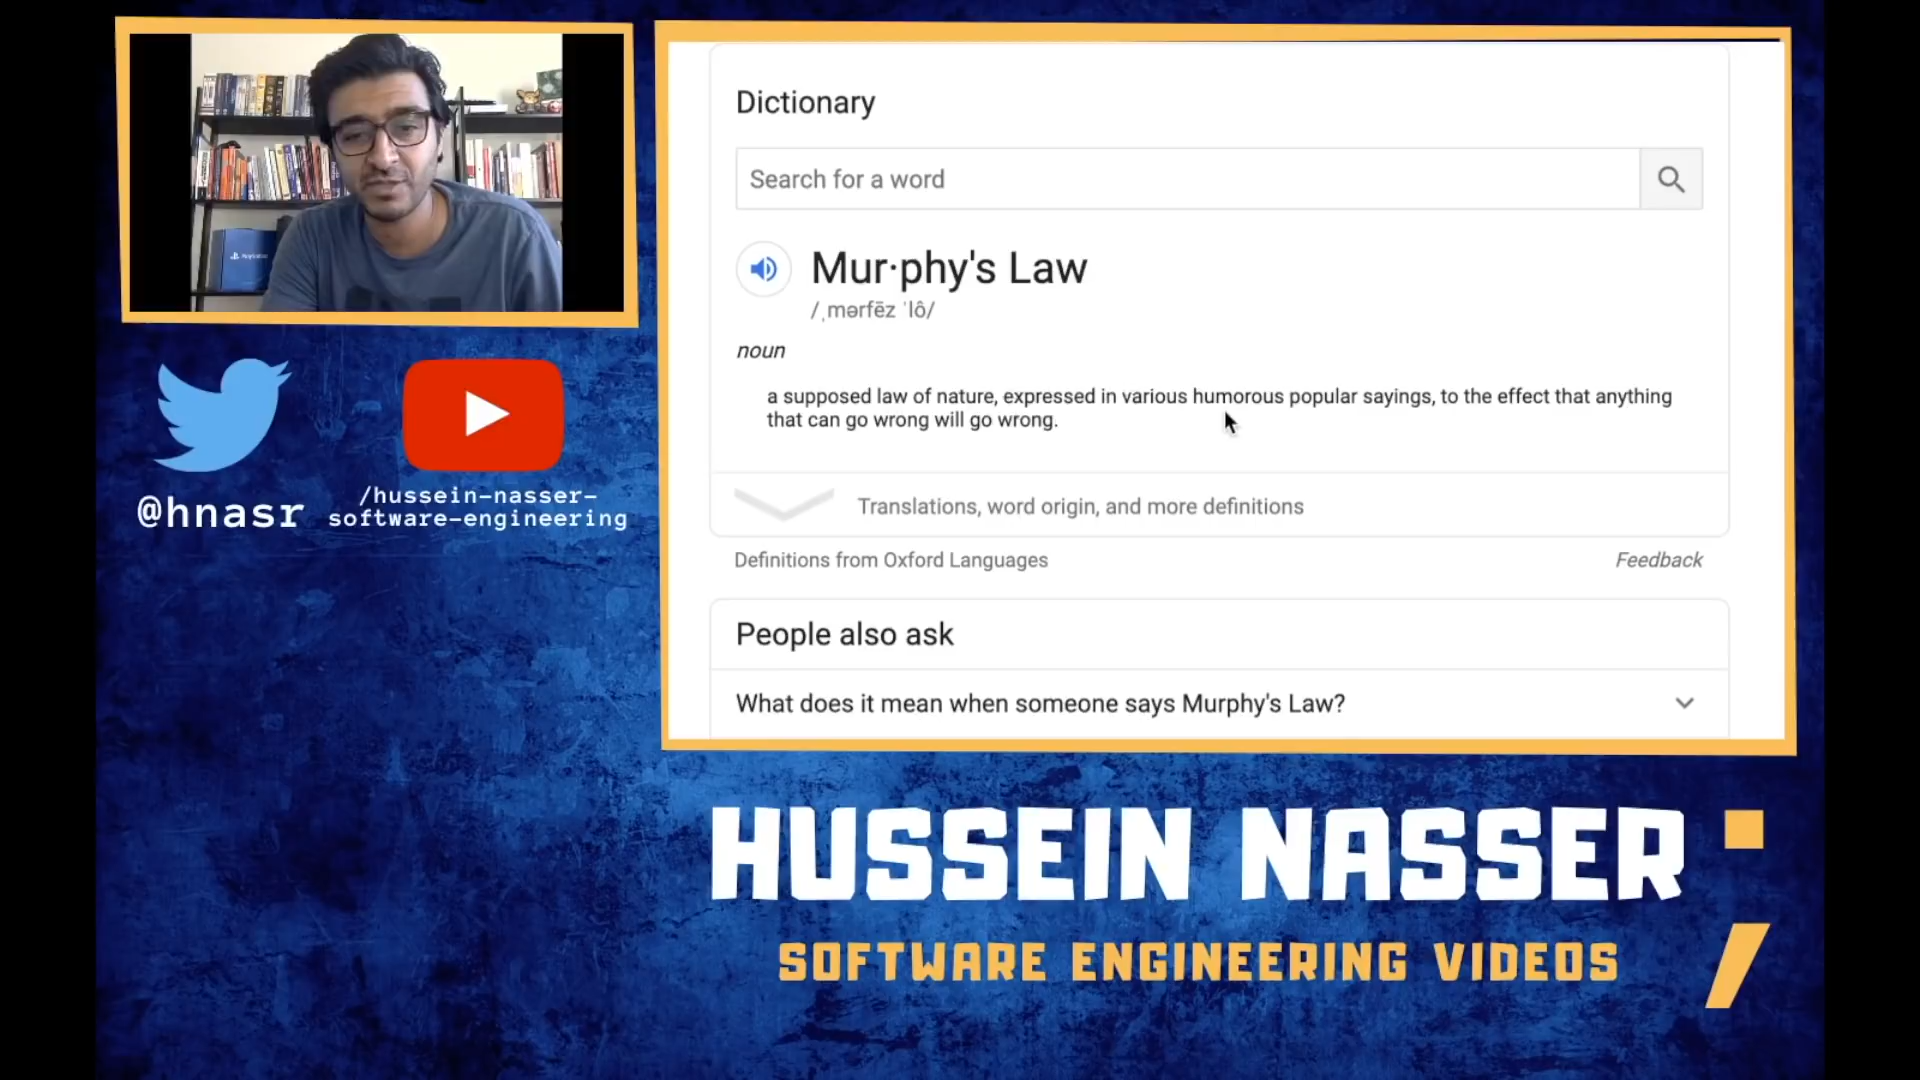 Dictionary
Search for a word
Mur·phy's Law
/ˌmərfēz ˈlô/
noun
a supposed law of nature, expressed in various humorous popular sayings, to the effect that anything
that can go wrong will go wrong.
Translations, word origin, and more definitions
Definitions from Oxford Languages
Feedback
People also ask
What does it mean when someone says Murphy's Law?
@hnasr
/hussein-nasser-
software-engineering
HUSSEIN NASSER ;
SOFTWARE ENGINEERING VIDEOS